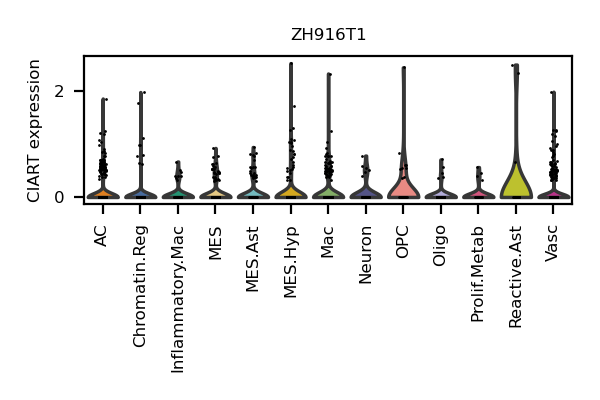 ZH916T1
CIART expression
2
0
AC
Chromatin.Reg
Inflammatory.Mac
MES
MES.Ast
MES.Hyp
Mac
Neuron
OPC
Oligo
Prolif.Metab
Reactive.Ast
Vasc